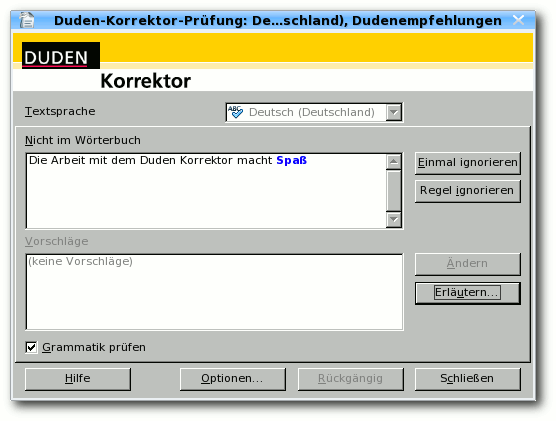 Duden-Korrektor-Prüfung: De...schland), Dudenempfehlungen
DUDEN
Korrektor
Textsprache
ABC Deutsch (Deutschland)
Nicht im Wörterbuch
Die Arbeit mit dem Duden Korrektor macht Spaß
Einmal ignorieren
Regel ignorieren
Vorschläge
(keine Vorschläge)
Ändern
Erläutern...
Grammatik prüfen
Hilfe
Optionen...
Rückgängig
Schließen